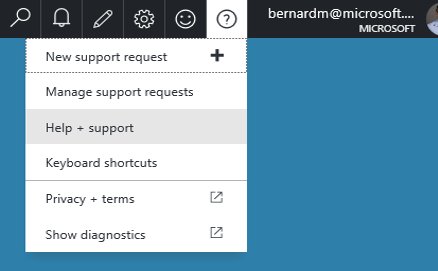 bernardm@microsoft....
MICROSOFT
New support request
Manage support requests
Help + support
Keyboard shortcuts
Privacy + terms
Show diagnostics